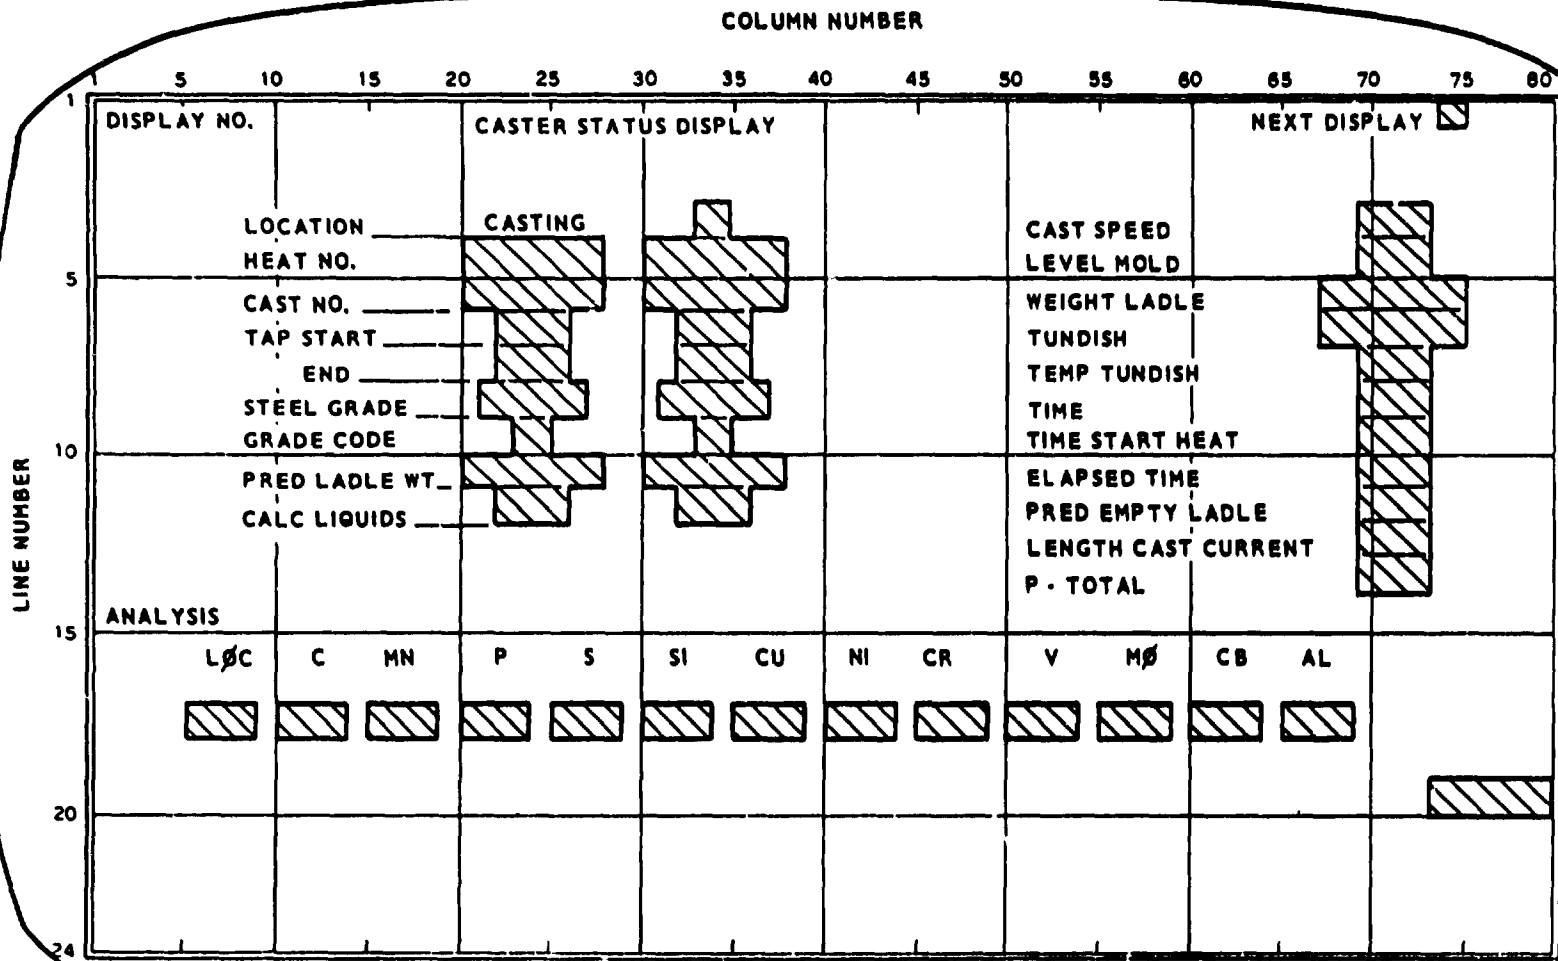 COLUMN NUMBER
1 5 10 15 20 25 30 35 40 45 50 55 60 65 70 75 80
1
DISPLAY NO. CASTER STATUS DISPLAY NEXT DISPLAY
LOCATION CASTING CAST SPEED
HEAT NO. LEVEL MOLD
5
CAST NO. WEIGHT LADLE
TAP START TUNDISH
END TEMP TUNDISH
STEEL GRADE TIME
GRADE CODE TIME START HEAT
10
PRED LADLE WT ELAPSED TIME
CALC LIQUIDS PRED EMPTY LADLE
LENGTH CAST CURRENT
P - TOTAL
LINE NUMBER
ANALYSIS
15
LØC C MN P S SI CU NI CR V MØ CB AL
20
24